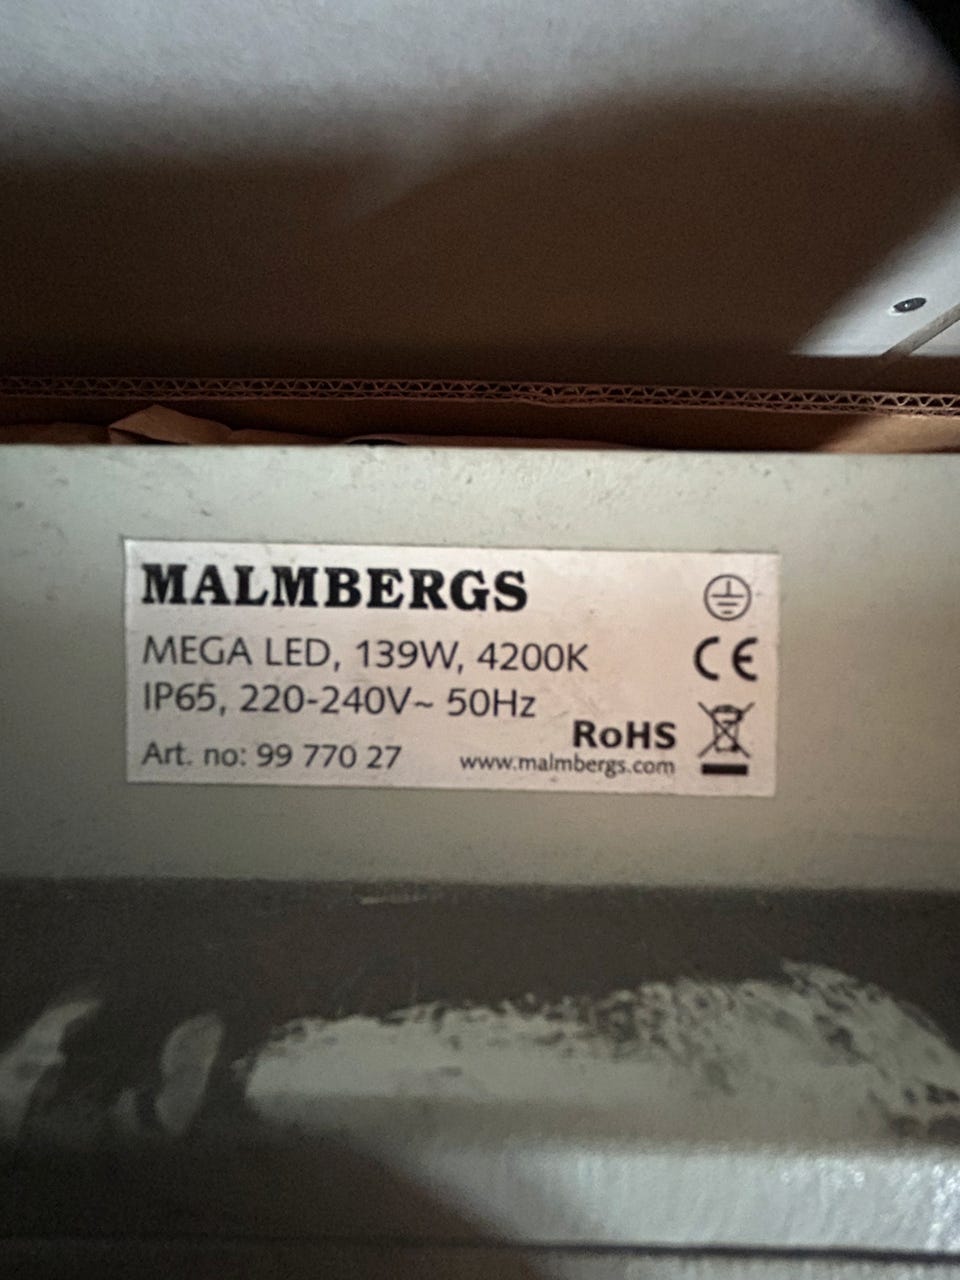 MALMBERGS
MEGA LED, 139W, 4200K
IP65, 220-240V~ 50Hz
RoHS
Art. no: 99 770 27
www.malmbergs.com
CE